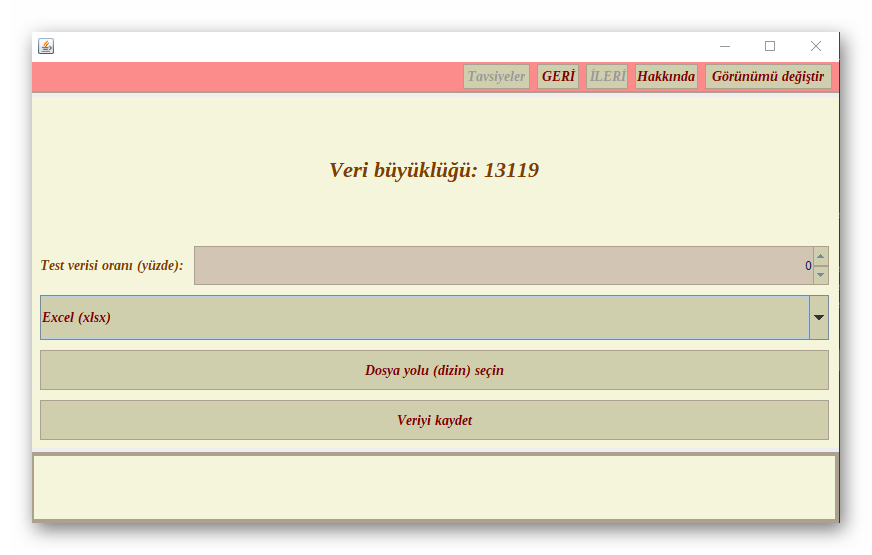 Tavsiyeler GERİ İLERİ Hakkında Görünümü değiştir
Veri büyüklüğü: 13119
Test verisi oranı (yüzde): 0
Excel (xlsx)
Dosya yolu (dizin) seçin
Veriyi kaydet